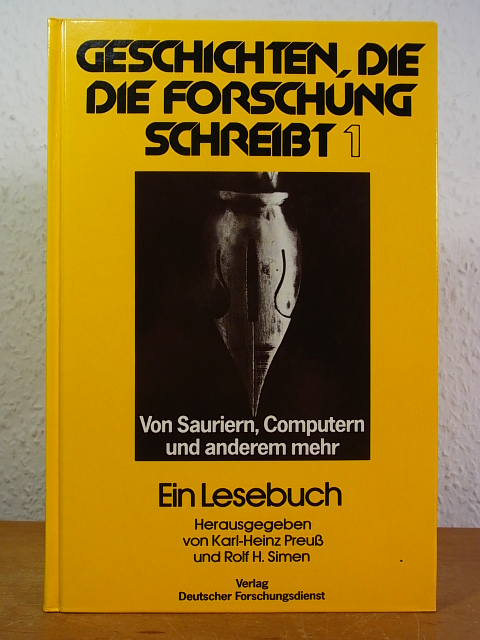 GESCHICHTEN, DIE
DIE FORSCHUNG
SCHREIBT 1
Von Sauriern, Computern
und anderem mehr
Ein Lesebuch
Herausgegeben
von Karl-Heinz Preuß
und Rolf H. Simen
Verlag
Deutscher Forschungsdienst